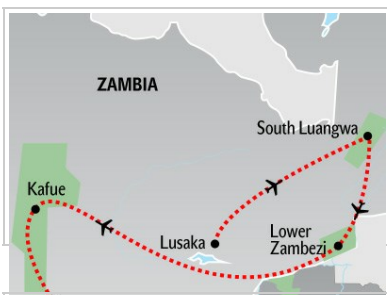 ZAMBIA
South Luangwa
Kafue
Lusaka
Lower
Zambezi